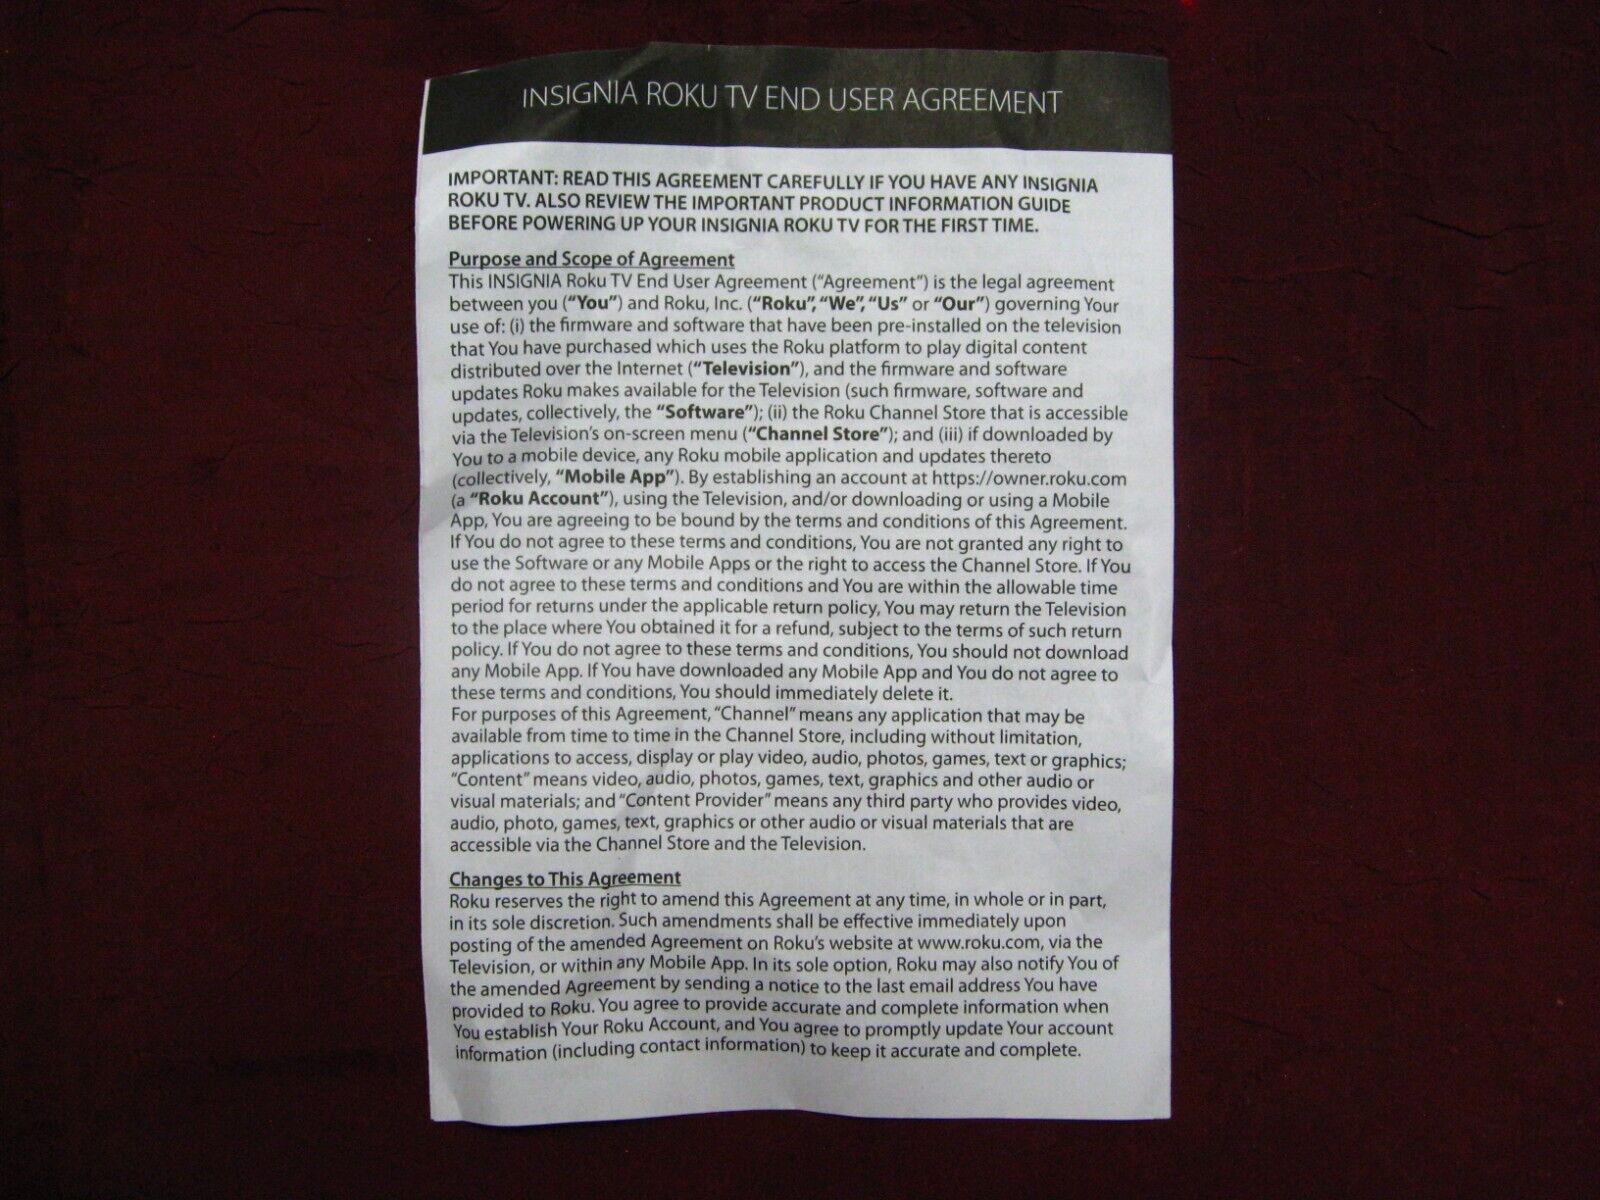 INSIGNIA ROKU TV END USER AGREEMENT
IMPORTANT: READ THIS AGREEMENT CAREFULLY IF YOU HAVE ANY INSIGNIA
ROKU TV. ALSO REVIEW THE IMPORTANT PRODUCT INFORMATION GUIDE
BEFORE POWERING UP YOUR INSIGNIA ROKU TV FOR THE FIRST TIME.
Purpose and Scope of Agreement
This INSIGNIA Roku TV End User Agreement (“Agreement”) is the legal agreement
between you (“You”) and Roku, Inc. (“Roku”, “We”, “Us” or “Our”) governing Your
use of: (i) the firmware and software that have been pre-installed on the television
that You have purchased which uses the Roku platform to play digital content
distributed over the Internet (“Television”), and the firmware and software
updates Roku makes available for the Television (such firmware, software and
updates, collectively, the “Software”); (ii) the Roku Channel Store that is accessible
via the Television’s on-screen menu (“Channel Store”); and (iii) if downloaded by
You to a mobile device, any Roku mobile application and updates thereto
(collectively, “Mobile App”). By establishing an account at https://owner.roku.com
(a “Roku Account”), using the Television, and/or downloading or using a Mobile
App, You are agreeing to be bound by the terms and conditions of this Agreement.
If You do not agree to these terms and conditions, You are not granted any right to
use the Software or any Mobile Apps or the right to access the Channel Store. If You
do not agree to these terms and conditions and You are within the allowable time
period for returns under the applicable return policy, You may return the Television
to the place where You obtained it for a refund, subject to the terms of such return
policy. If You do not agree to these terms and conditions, You should not download
any Mobile App. If You have downloaded any Mobile App and You do not agree to
these terms and conditions, You should immediately delete it.
For purposes of this Agreement, “Channel” means any application that may be
available from time to time in the Channel Store, including without limitation,
applications to access, display or play video, audio, photos, games, text or graphics;
“Content” means video, audio, photos, games, text, graphics and other audio or
visual materials; and “Content Provider” means any third party who provides video,
audio, photo, games, text, graphics or other audio or visual materials that are
accessible via the Channel Store and the Television.
Changes to This Agreement
Roku reserves the right to amend this Agreement at any time, in whole or in part,
in its sole discretion. Such amendments shall be effective immediately upon
posting of the amended Agreement on Roku’s website at www.roku.com, via the
Television, or within any Mobile App. In its sole option, Roku may also notify You of
the amended Agreement by sending a notice to the last email address You have
provided to Roku. You agree to provide accurate and complete information when
You establish Your Roku Account, and You agree to promptly update Your account
information (including contact information) to keep it accurate and complete.